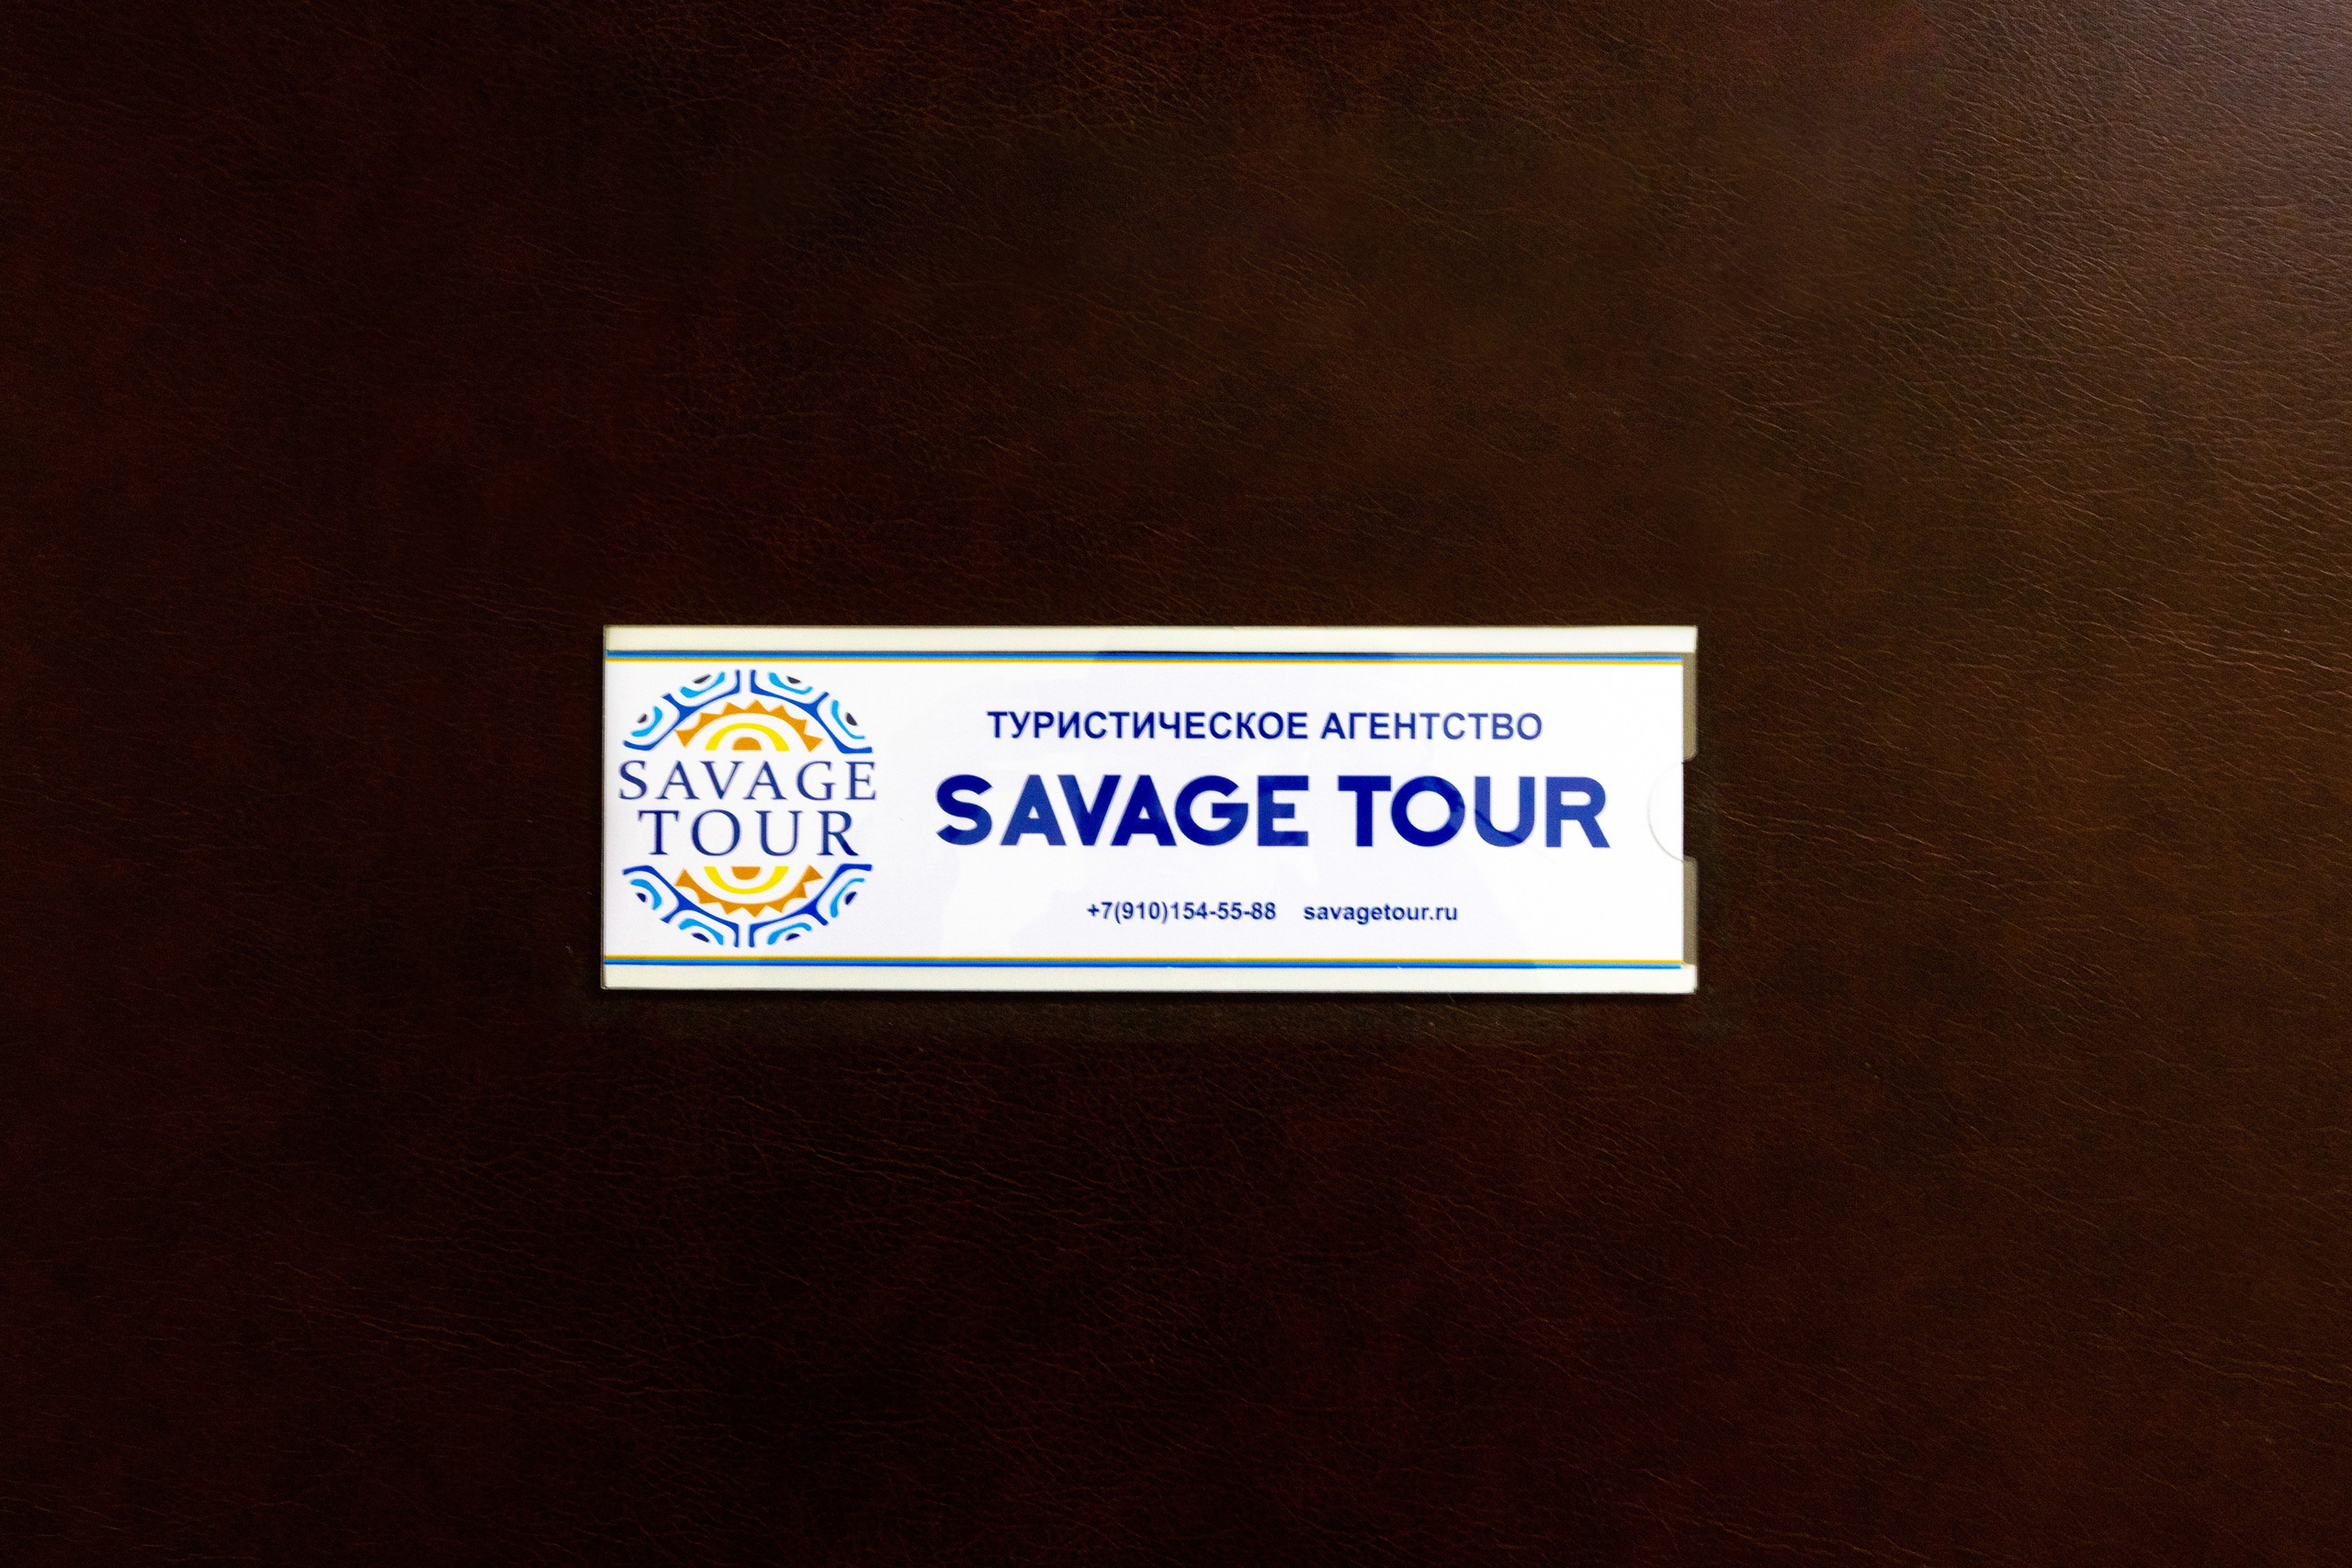 SAVAGE
TOUR
ТУРИСТИЧЕСКОЕ АГЕНТСТВО
SAVAGE TOUR
+7(910)154-55-88 savagetour.ru